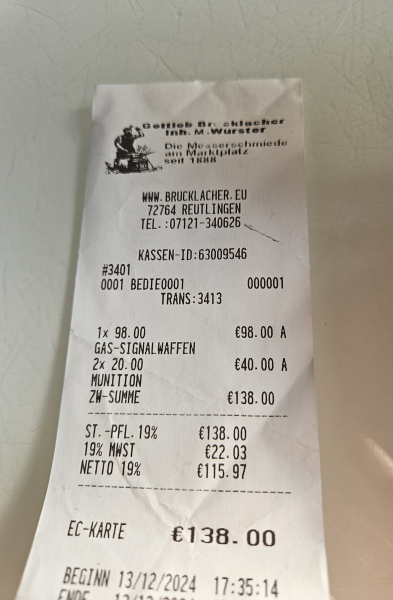 Gottlieb Brucklacher
Inh. M. Wurster
Die Messerschmiede
am Marktplatz
seit 1888
WWW.BRUCKLACHER.EU
72764 REUTLINGEN
TEL.:07121-340626
KASSEN-ID:63009546
#3401
0001 BEDIE0001 000001
TRANS:3413
1x 98.00 €98.00 A
GAS-SIGNALWAFFEN
2x 20.00 €40.00 A
MUNITION
ZW-SUMME €138.00
ST.-PFL.19% €138.00
19% MWST €22.03
NETTO 19% €115.97
EC-KARTE €138.00
BEGINN 13/12/2024 17:35:14
ENDE